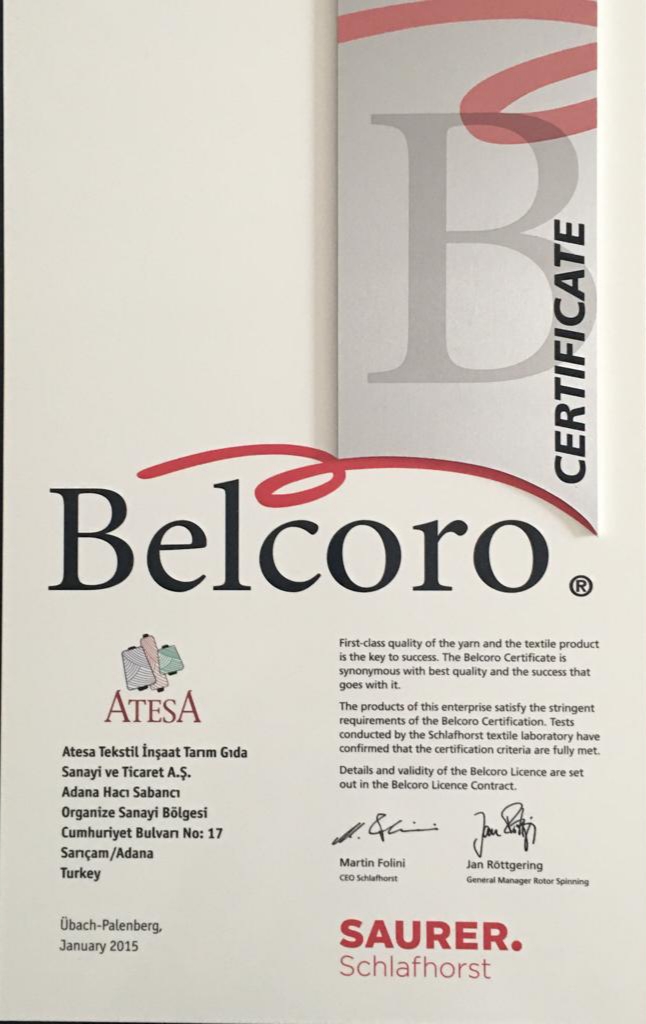 B
CERTIFICATE
Belcoro®
ATESA
Atesa Tekstil İnşaat Tarım Gıda
Sanayi ve Ticaret A.Ş.
Adana Hacı Sabancı
Organize Sanayi Bölgesi
Cumhuriyet Bulvarı No: 17
Sarıçam/Adana
Turkey
Übach-Palenberg,
January 2015
First-class quality of the yarn and the textile product
is the key to success. The Belcoro Certificate is
synonymous with best quality and the success that
goes with it.
The products of this enterprise satisfy the stringent
requirements of the Belcoro Certification. Tests
conducted by the Schlafhorst textile laboratory have
confirmed that the certification criteria are fully met.
Details and validity of the Belcoro Licence are set
out in the Belcoro Licence Contract.
Martin Folini
CEO Schlafhorst
Jan Röttgering
General Manager Rotor Spinning
SAURER.
Schlafhorst